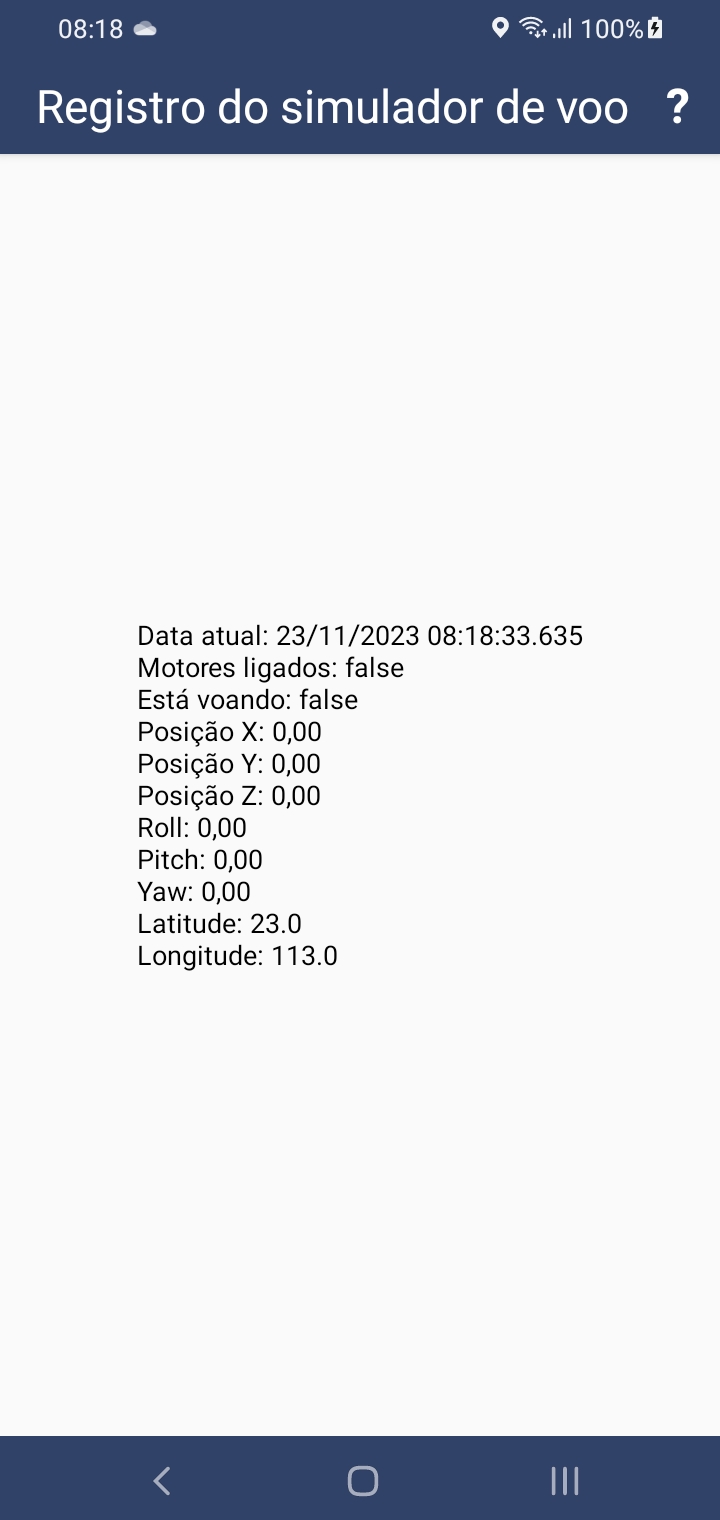 08:18 100%
Registro do simulador de voo ?
Data atual: 23/11/2023 08:18:33.635
Motores ligados: false
Está voando: false
Posição X: 0,00
Posição Y: 0,00
Posição Z: 0,00
Roll: 0,00
Pitch: 0,00
Yaw: 0,00
Latitude: 23.0
Longitude: 113.0